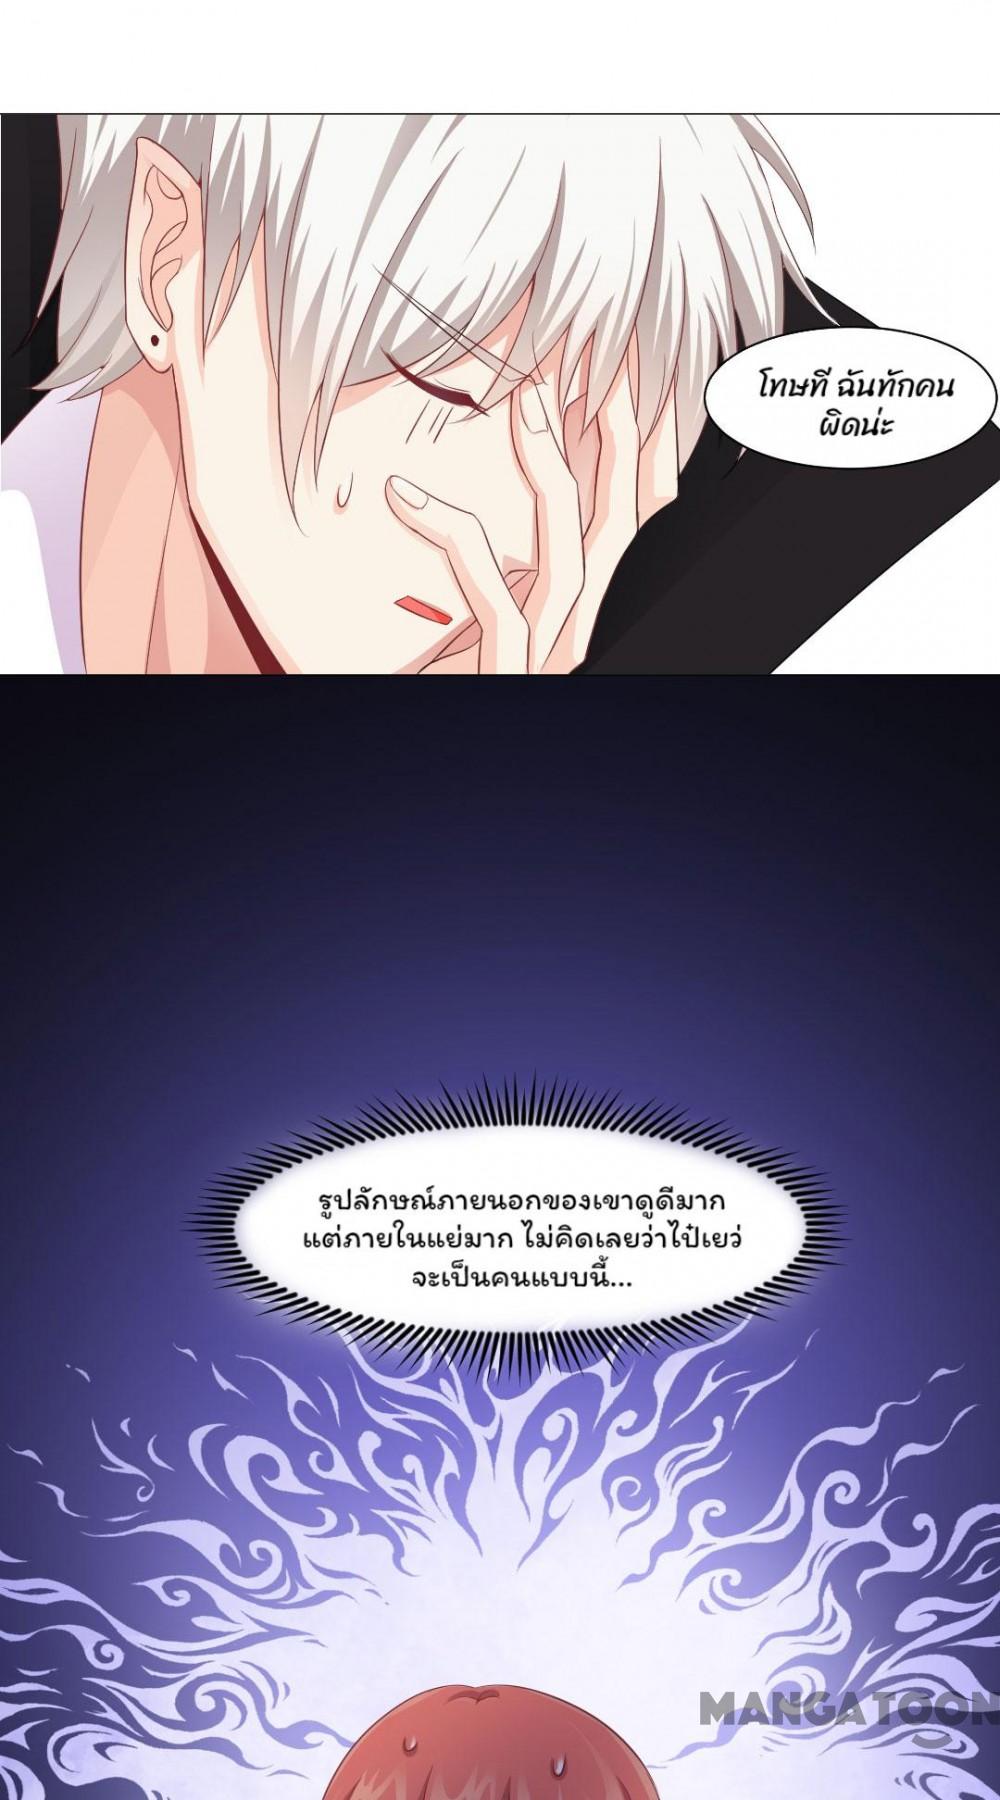 โทษที ฉันทักคน
ผิดน่ะ
รูปลักษณ์ภายนอกของเขาดูดีมาก
แต่ภายในแย่มาก ไม่คิดเลยว่าไป๋เยว่
จะเป็นคนแบบนี้...
MANGATOON